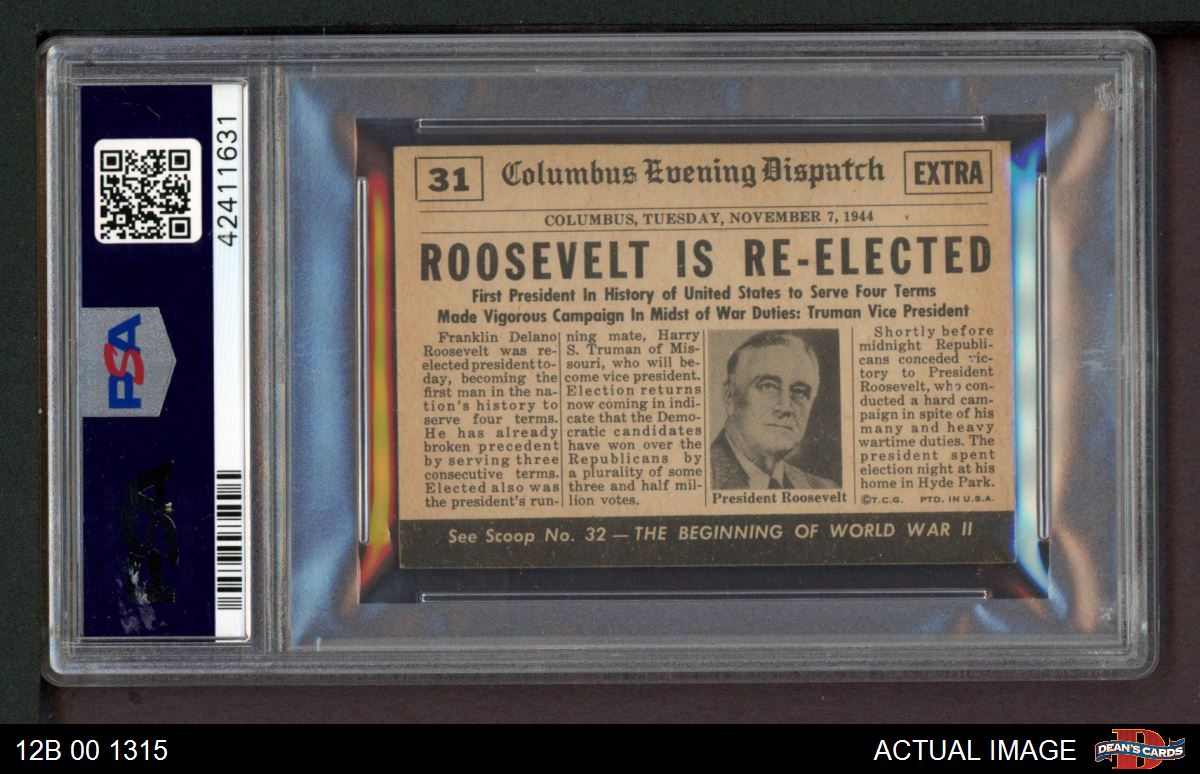 42411631
PSA
PSA
31
Columbus Evening Dispatch
EXTRA
COLUMBUS, TUESDAY, NOVEMBER 7, 1944
ROOSEVELT IS RE-ELECTED
First President In History of United States to Serve Four Terms
Made Vigorous Campaign In Midst of War Duties: Truman Vice President
Franklin Delano
Roosevelt was re-
elected president to-
day, becoming the
first man in the na-
tion's history to
serve four terms.
He has already
broken precedent
by serving three
consecutive terms.
Elected also was
the president's run-
ning mate, Harry
S. Truman of Mis-
souri, who will be-
come vice president.
Election returns
now coming in indi-
cate that the Demo-
cratic candidates
have won over the
Republicans by
a plurality of some
three and half mil-
lion votes.
President Roosevelt
Shortly before
midnight Republi-
cans conceded vic-
tory to President
Roosevelt, who con-
ducted a hard cam-
paign in spite of his
many and heavy
wartime duties. The
president spent
election night at his
home in Hyde Park.
©T.C.G. PTD. IN U.S.A.
See Scoop No. 32 — THE BEGINNING OF WORLD WAR II
12B 00 1315
ACTUAL IMAGE
DEAN'S CARDS